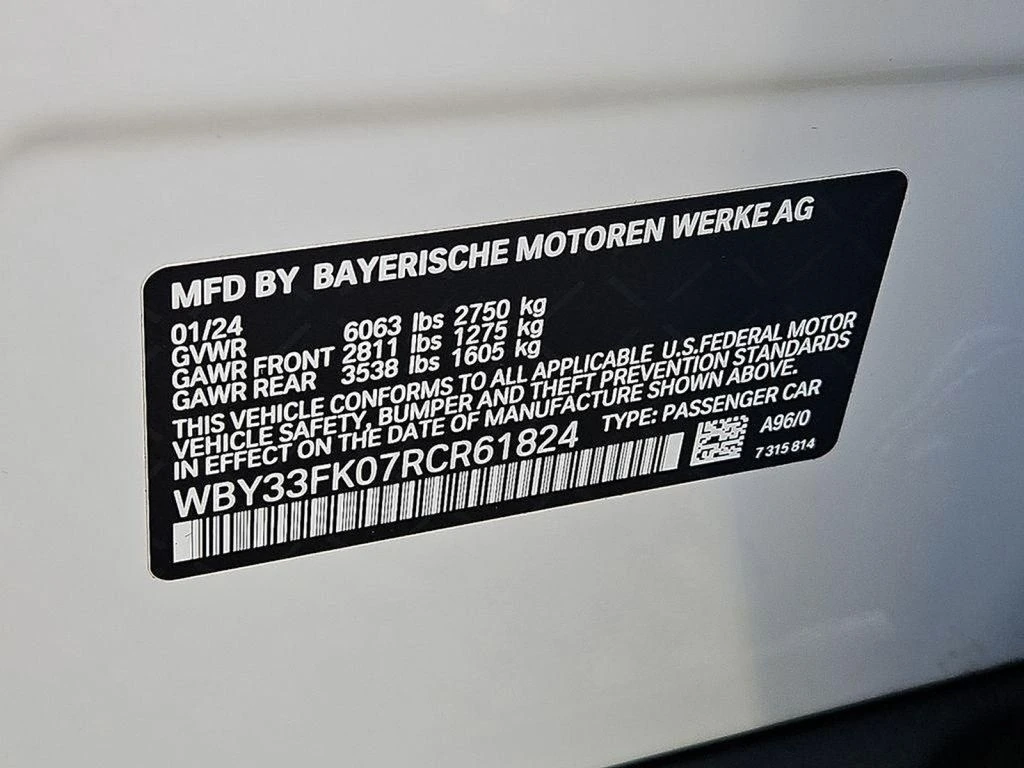 MFD BY BAYERISCHE MOTOREN WERKE AG
01/24
GVWR 6063 lbs 2750 kg
GAWR FRONT 2811 lbs 1275 kg
GAWR REAR 3538 lbs 1605 kg
THIS VEHICLE CONFORMS TO ALL APPLICABLE U.S.FEDERAL MOTOR
VEHICLE SAFETY, BUMPER AND THEFT PREVENTION STANDARDS
IN EFFECT ON THE DATE OF MANUFACTURE SHOWN ABOVE.
WBY33FK07RCR61824 TYPE: PASSENGER CAR
A96/0
7 315 814